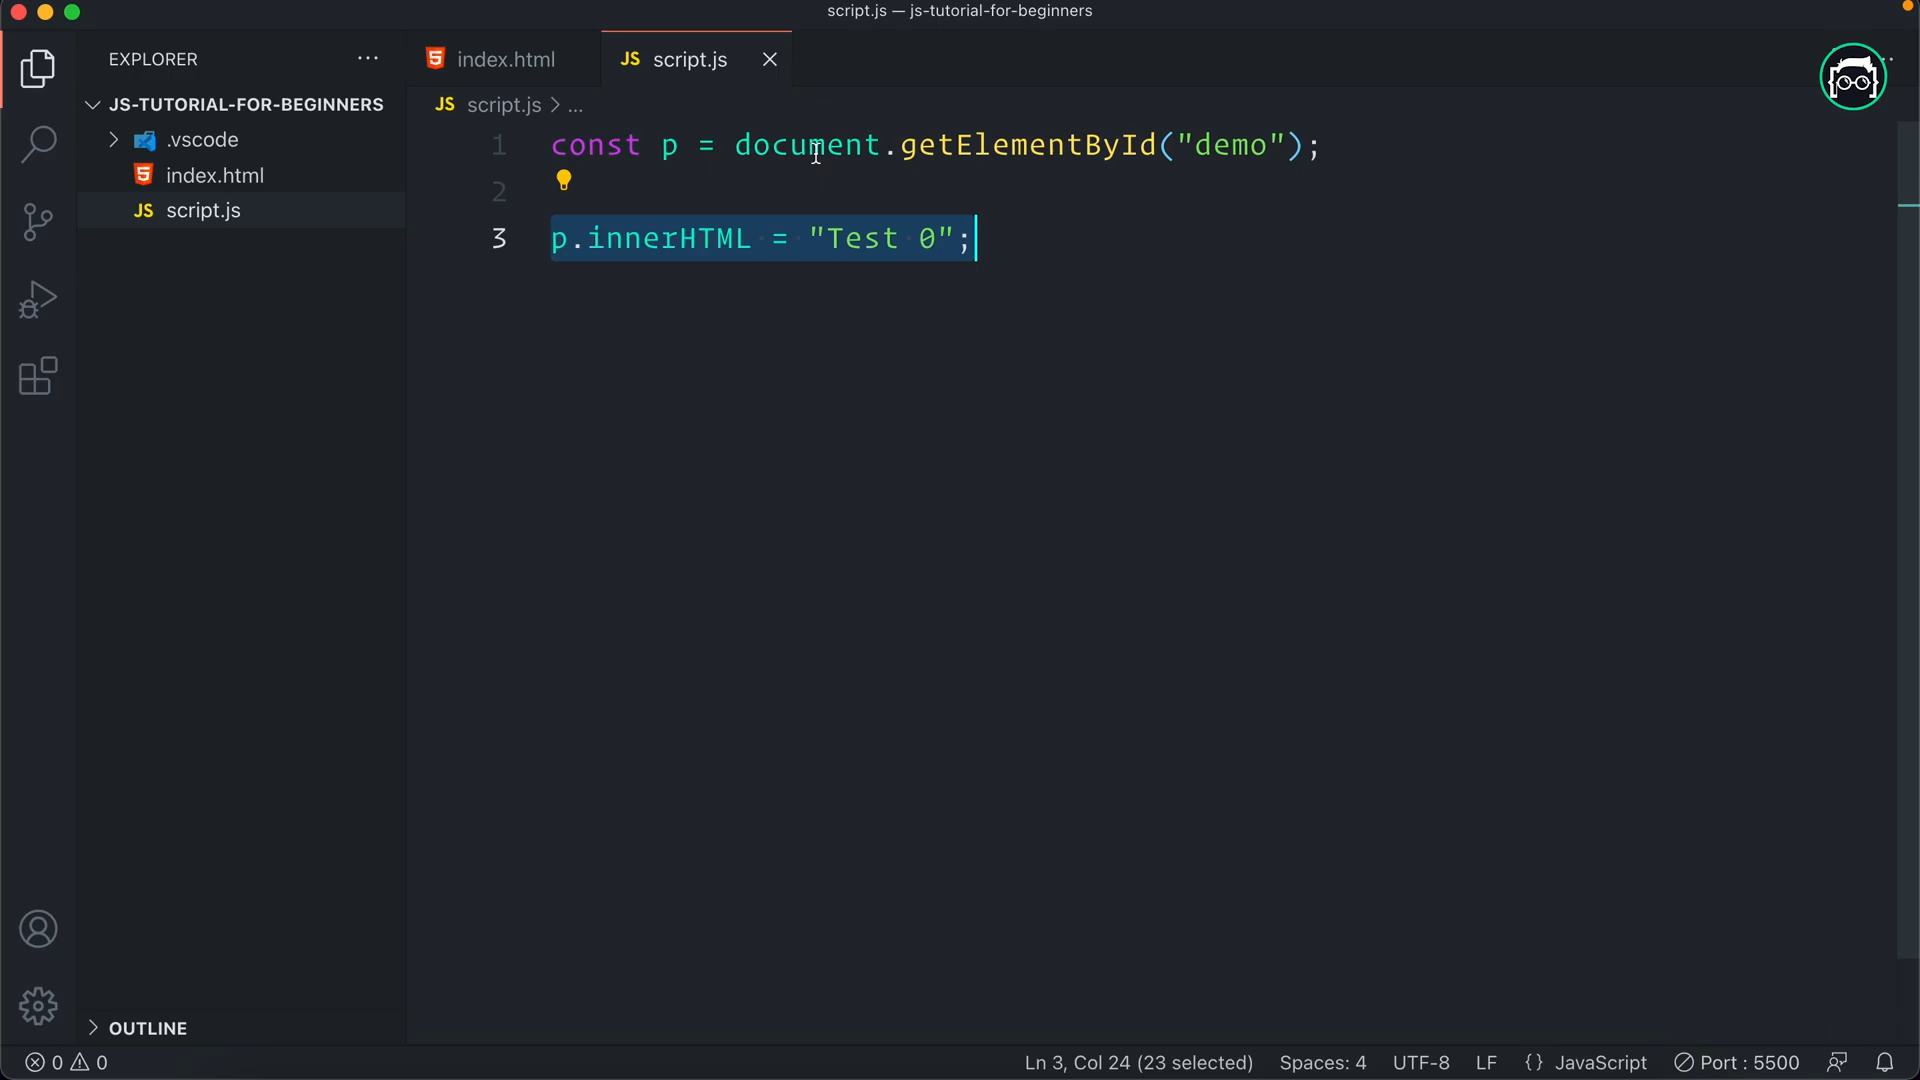 script.js — js-tutorial-for-beginners
EXPLORER
JS-TUTORIAL-FOR-BEGINNERS
.vscode
index.html
JS script.js
OUTLINE
index.html
JS script.js
JS script.js > ...
1 const p = document.getElementById("demo");
2
3 p.innerHTML = "Test 0";
0 0
Ln 3, Col 24 (23 selected)
Spaces: 4
UTF-8
LF
{} JavaScript
Port : 5500